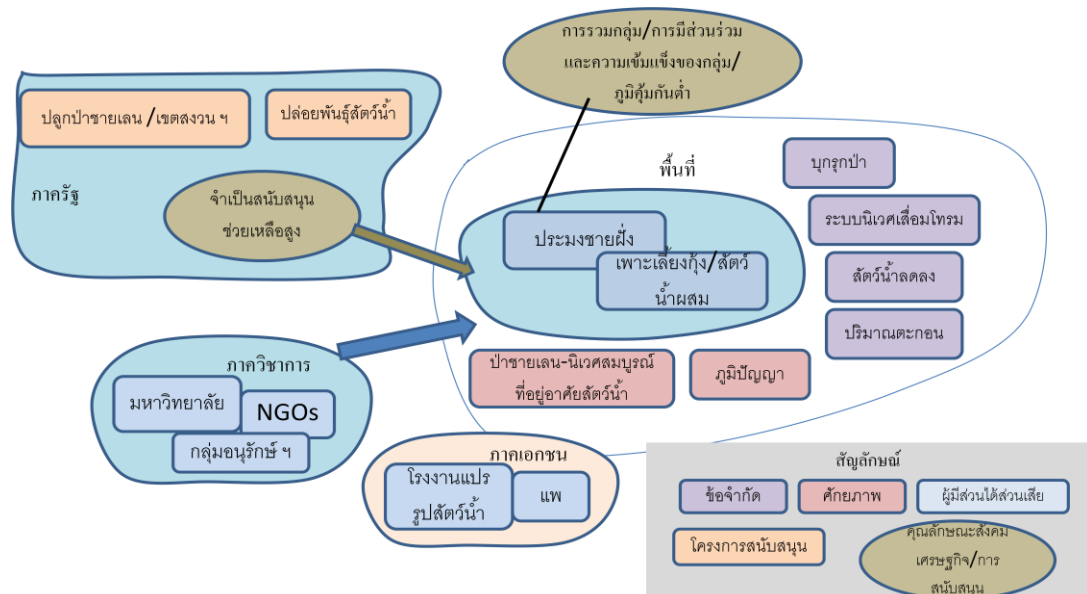 การรวมกลุ่ม/การมีส่วนร่วม
และความเข้มแข็งของกลุ่ม/
ภูมิคุ้มกันต่ำ
ปลูกป่าชายเลน /เขตสงวน ฯ
ปล่อยพันธุ์สัตว์น้ำ
ภาครัฐ
จำเป็นสนับสนุน
ช่วยเหลือสูง
พื้นที่
ประมงชายฝั่ง
เพาะเลี้ยงกุ้ง/สัตว์
น้ำผสม
บุกรุกป่า
ระบบนิเวศเสื่อมโทรม
สัตว์น้ำลดลง
ปริมาณตะกอน
ป่าชายเลน-นิเวศสมบูรณ์
ที่อยู่อาศัยสัตว์น้ำ
ภูมิปัญญา
ภาควิชาการ
มหาวิทยาลัย
NGOs
กลุ่มอนุรักษ์ ฯ
ภาคเอกชน
โรงงานแปร
รูปสัตว์น้ำ
แพ
สัญลักษณ์
ข้อจำกัด
ศักยภาพ
ผู้มีส่วนได้ส่วนเสีย
โครงการสนับสนุน
คุณลักษณะสังคม
เศรษฐกิจ/การ
สนับสนุน